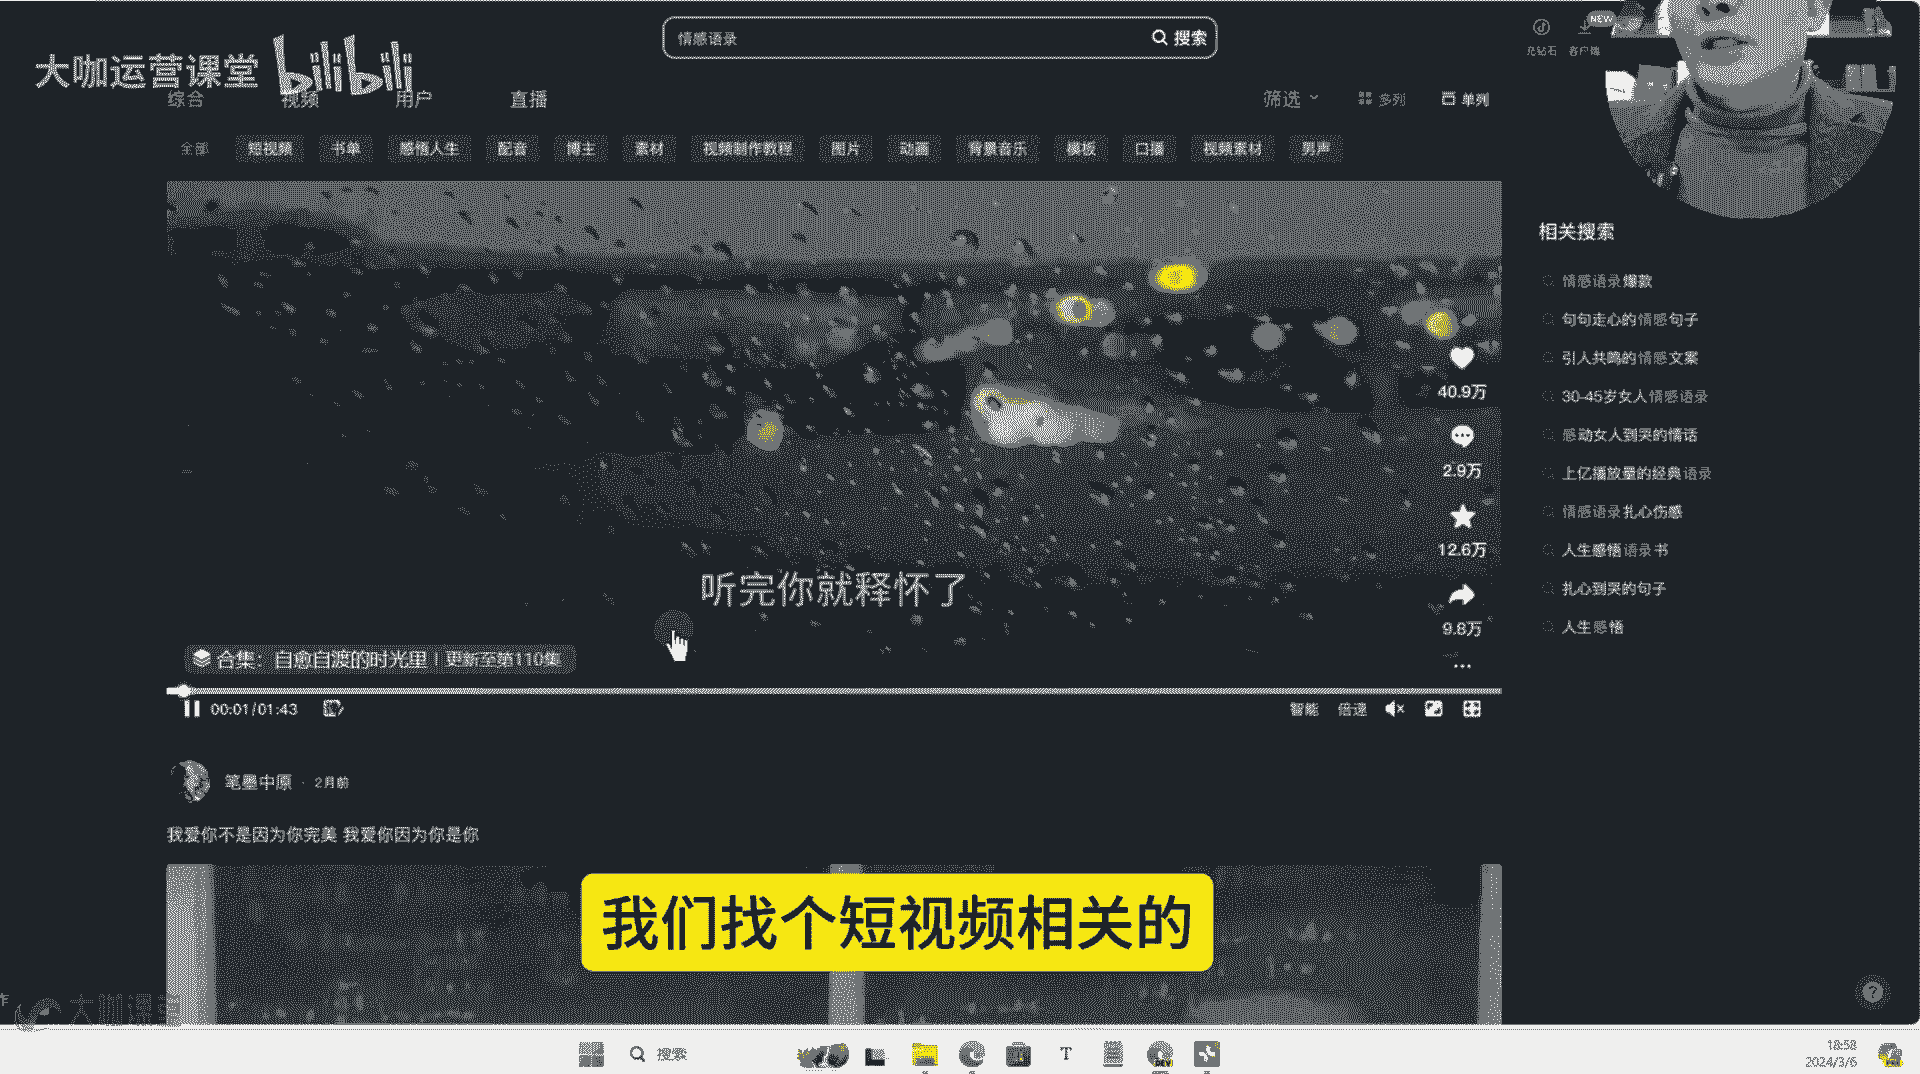 情感语录
搜索
NEW
充钻石
客户端
大咖运营课堂
bilibili
综合
视频
用户
直播
筛选
多列
单列
全部
短视频
书单
感悟人生
配音
博主
素材
视频制作教程
图片
动画
背景音乐
模板
口播
视频素材
男声
相关搜索
情感语录爆款
句句走心的情感句子
引人共鸣的情感文案
30-45岁女人情感语录
感动女人到哭的情话
上亿播放量的经典语录
情感语录扎心伤感
人生感悟语录书
扎心到哭的句子
人生感悟
40.9万
2.9万
12.6万
9.8万
听完你就释怀了
合集：自愈自渡的时光里 | 更新至第110集
00:01/01:43
智能
倍速
笔墨中原 · 2月前
我爱你不是因为你完美 我爱你因为你是你
我们找个短视频相关的
大咖课堂
搜索
18:58
2024/3/6